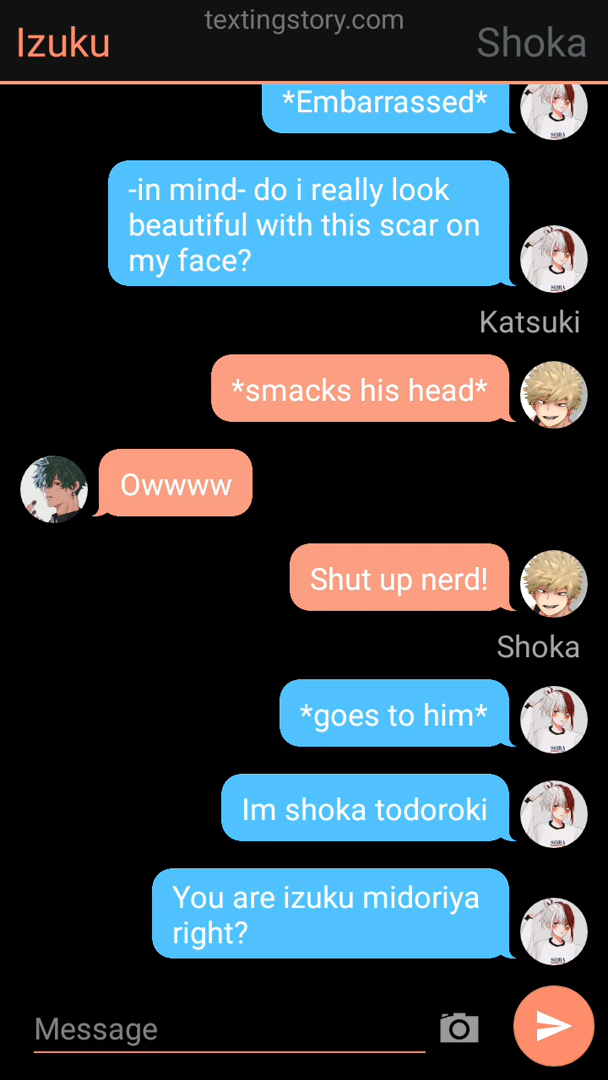 textingstory.com
Izuku
Shoka
*Embarrassed*
-in mind- do i really look
beautiful with this scar on
my face?
Katsuki
*smacks his head*
Owwww
Shut up nerd!
Shoka
*goes to him*
Im shoka todoroki
You are izuku midoriya
right?
Message